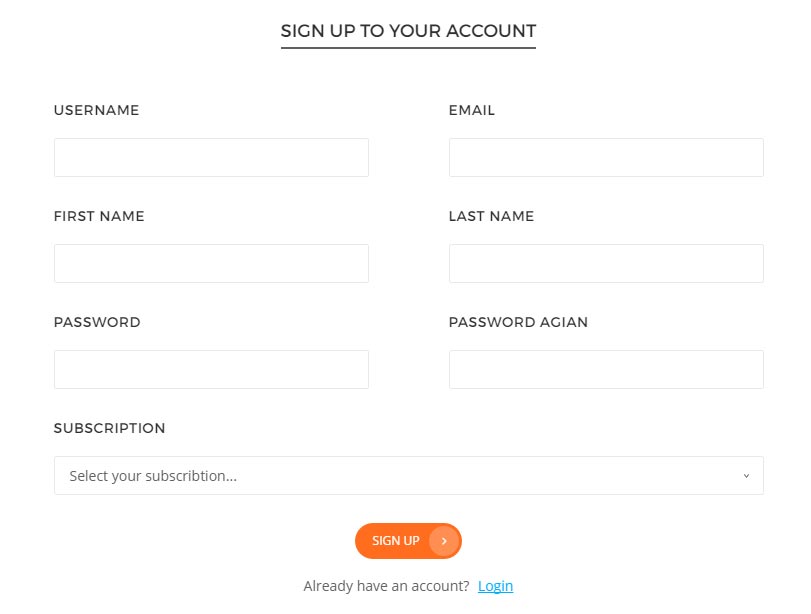 SIGN UP TO YOUR ACCOUNT
USERNAME EMAIL
FIRST NAME LAST NAME
PASSWORD PASSWORD AGIAN
SUBSCRIPTION
Select your subscribtion...
SIGN UP
Already have an account? Login